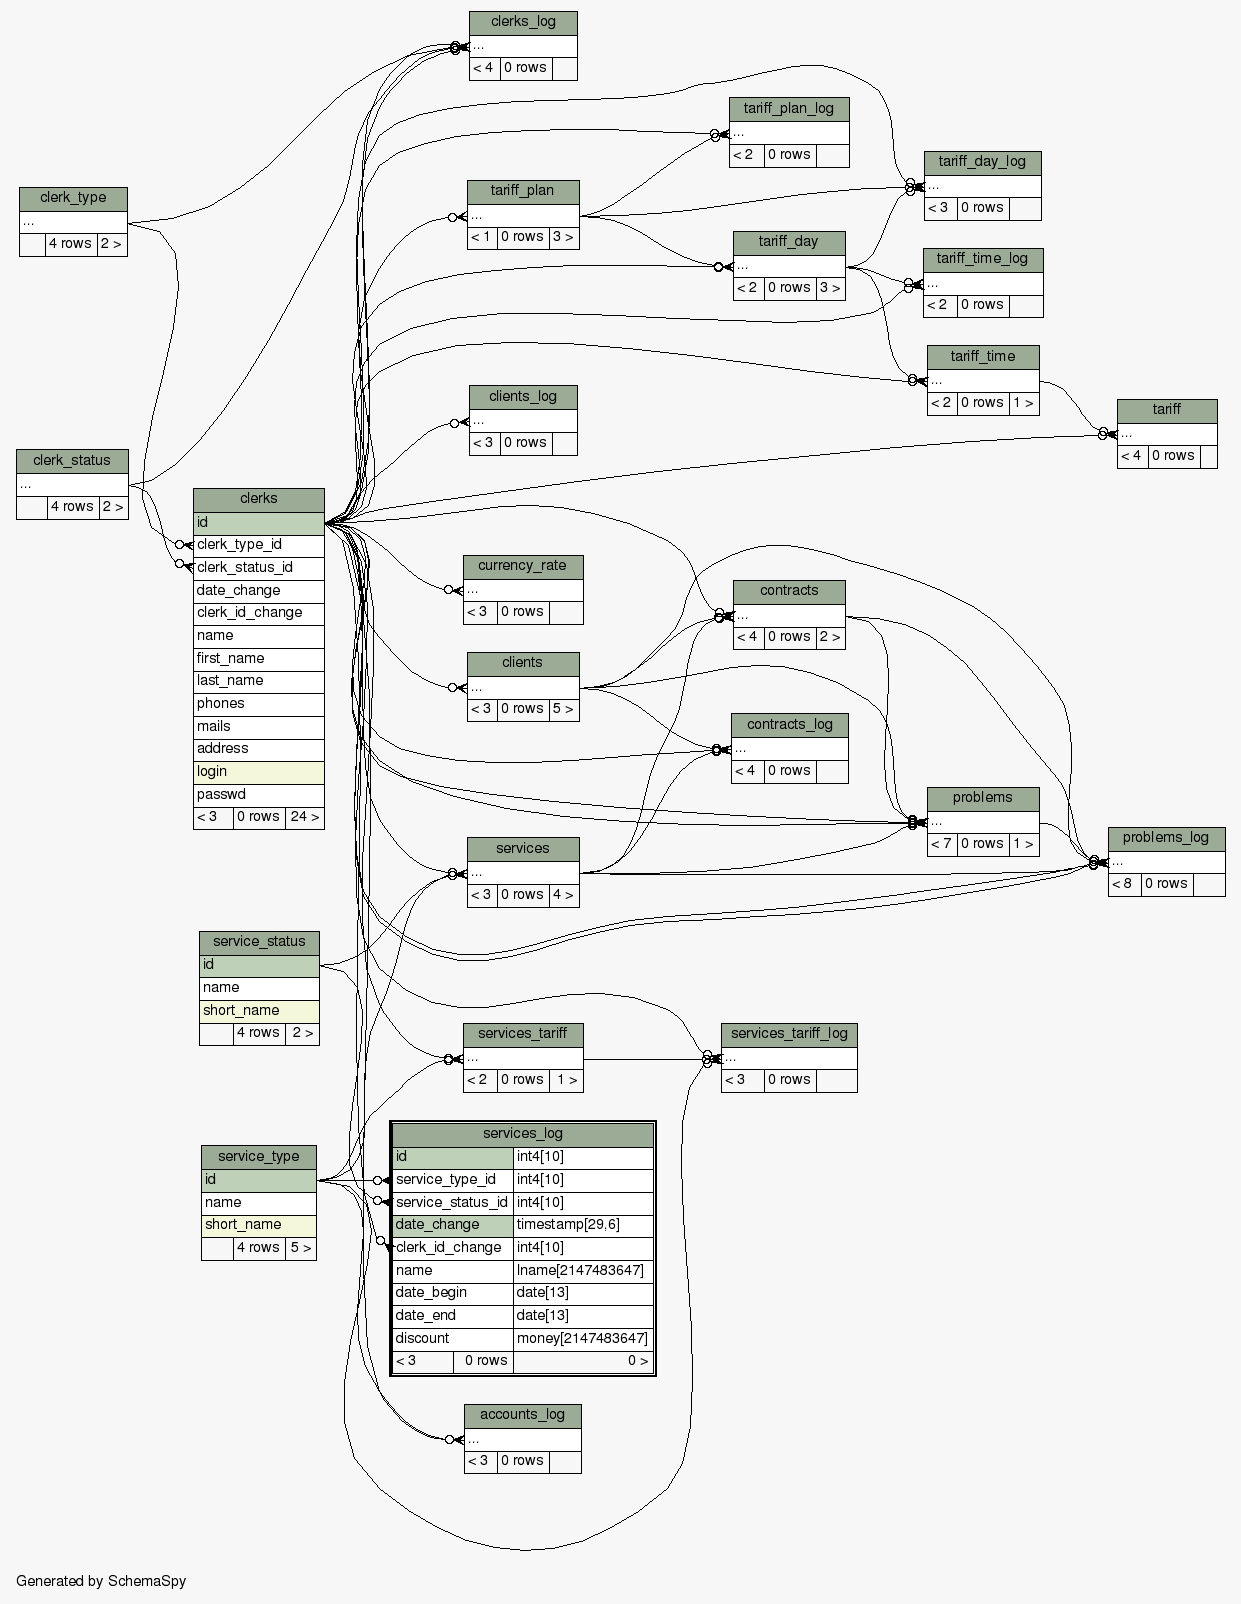 clerks_log
...
< 4 0 rows
tariff_plan_log
...
< 2 0 rows
tariff_day_log
...
< 3 0 rows
clerk_type
...
4 rows 2 >
tariff_plan
...
< 1 0 rows 3 >
tariff_day
...
< 2 0 rows 3 >
tariff_time_log
...
< 2 0 rows
tariff_time
...
< 2 0 rows 1 >
clients_log
...
< 3 0 rows
tariff
...
< 4 0 rows
clerk_status
...
4 rows 2 >
clerks
id
clerk_type_id
clerk_status_id
date_change
clerk_id_change
name
first_name
last_name
phones
mails
address
login
passwd
< 3 0 rows 24 >
currency_rate
...
< 3 0 rows
contracts
...
< 4 0 rows 2 >
clients
...
< 3 0 rows 5 >
contracts_log
...
< 4 0 rows
problems
...
< 7 0 rows 1 >
problems_log
...
< 8 0 rows
services
...
< 3 0 rows 4 >
service_status
id
name
short_name
4 rows 2 >
services_tariff
...
< 2 0 rows 1 >
services_tariff_log
...
< 3 0 rows
service_type
id
name
short_name
4 rows 5 >
services_log
id int4[10]
service_type_id int4[10]
service_status_id int4[10]
date_change timestamp[29,6]
clerk_id_change int4[10]
name lname[2147483647]
date_begin date[13]
date_end date[13]
discount money[2147483647]
< 3 0 rows 0 >
accounts_log
...
< 3 0 rows
Generated by SchemaSpy